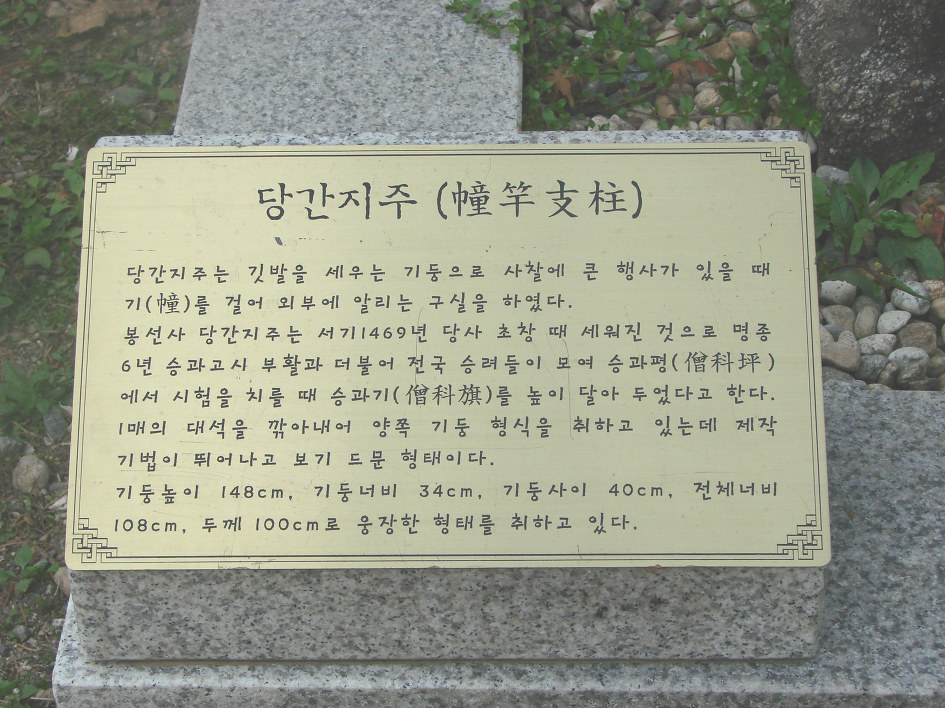 당간지주 (幢竿支柱)
당간지주는 깃발을 세우는 기둥으로 사찰에 큰 행사가 있을 때
기(幢)를 걸어 외부에 알리는 구실을 하였다.
봉선사 당간지주는 서기1469년 당사 초창 때 세워진 것으로 명종
6년 승과고시 부활과 더불어 전국 승려들이 모여 승과평(僧科坪)
에서 시험을 치를 때 승과기(僧科旗)를 높이 달아 두었다고 한다.
1매의 대석을 깎아내어 양쪽 기둥 형식을 취하고 있는데 제작
기법이 뛰어나고 보기 드문 형태이다.
기둥높이 148cm, 기둥너비 34cm, 기둥사이 40cm, 전체너비
108cm, 두께 100cm로 웅장한 형태를 취하고 있다.